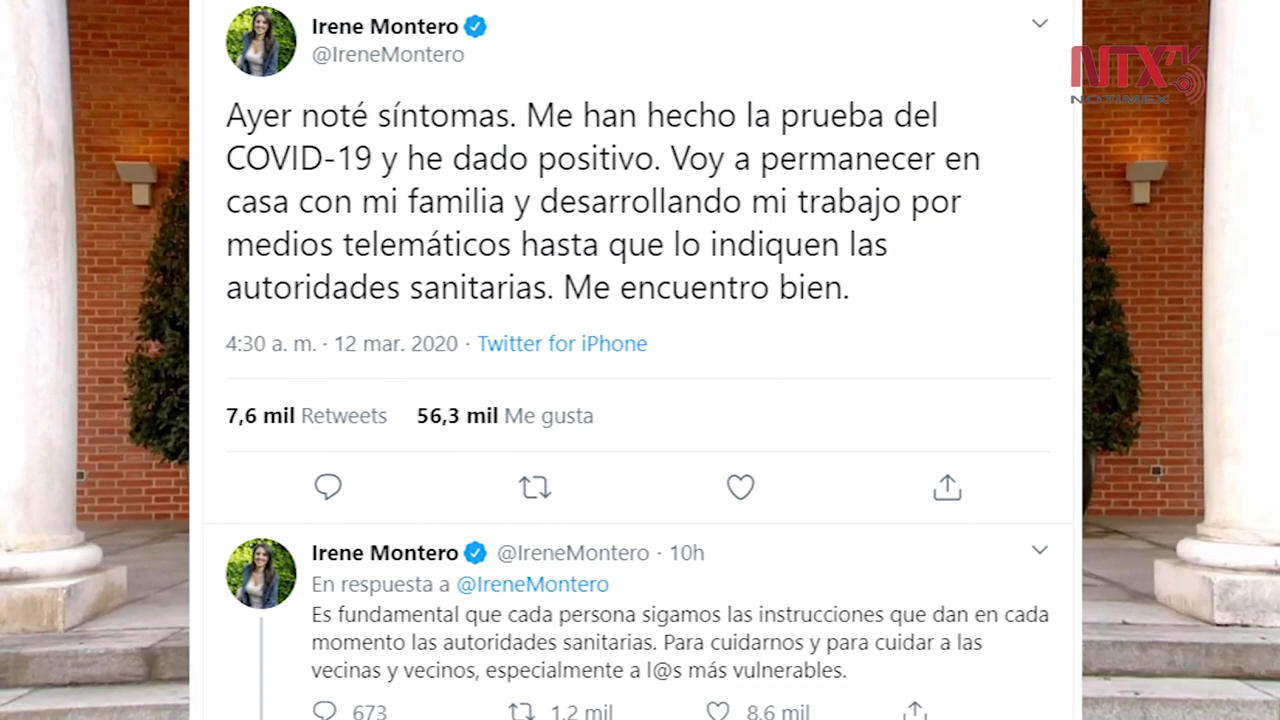 Irene Montero
@IreneMontero
NTX TV
NOTIMEX
Ayer noté síntomas. Me han hecho la prueba del
COVID-19 y he dado positivo. Voy a permanecer en
casa con mi familia y desarrollando mi trabajo por
medios telemáticos hasta que lo indiquen las
autoridades sanitarias. Me encuentro bien.
4:30 a. m. · 12 mar. 2020 · Twitter for iPhone
7,6 mil Retweets 56,3 mil Me gusta
Irene Montero @IreneMontero · 10h
En respuesta a @IreneMontero
Es fundamental que cada persona sigamos las instrucciones que dan en cada
momento las autoridades sanitarias. Para cuidarnos y para cuidar a las
vecinas y vecinos, especialmente a l@s más vulnerables.
673 1,2 mil 8,6 mil